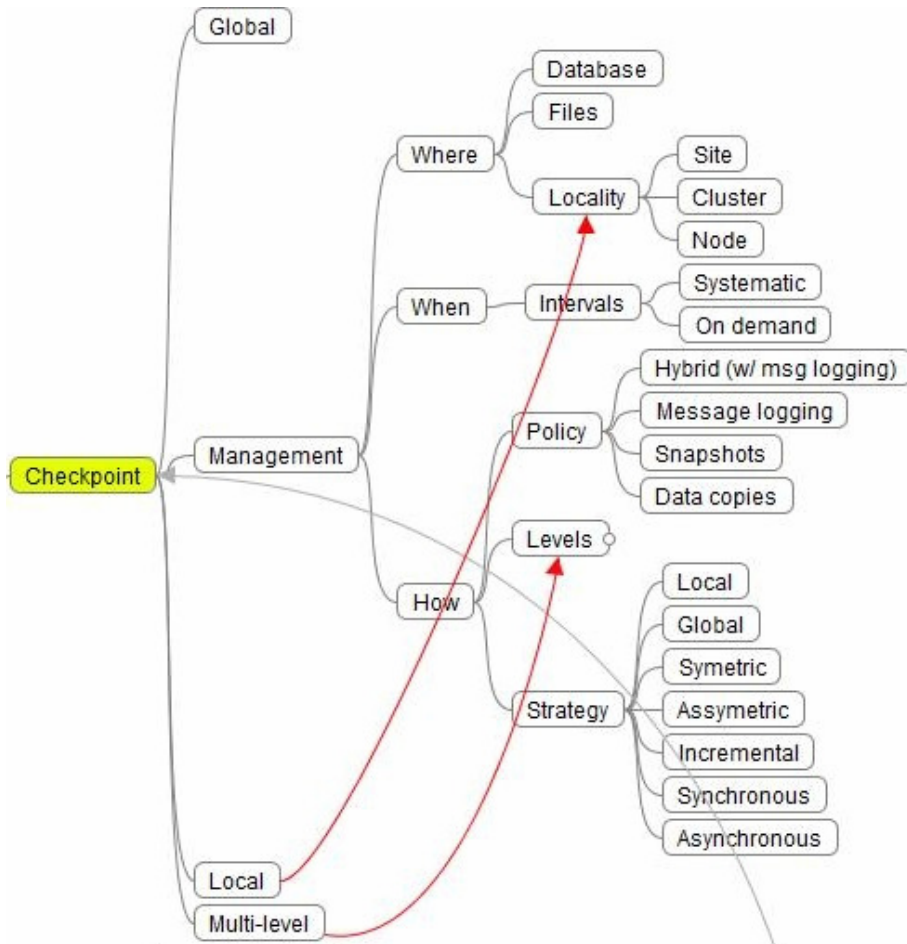 Global
Database
Files
Where
Site
Locality
Cluster
Node
Systematic
When
Intervals
On demand
Hybrid (w/ msg logging)
Message logging
Policy
Snapshots
Management
Checkpoint
Data copies
Levels
Local
How
Global
Symetric
Strategy
Assymetric
Incremental
Synchronous
Asynchronous
Local
Multi-level